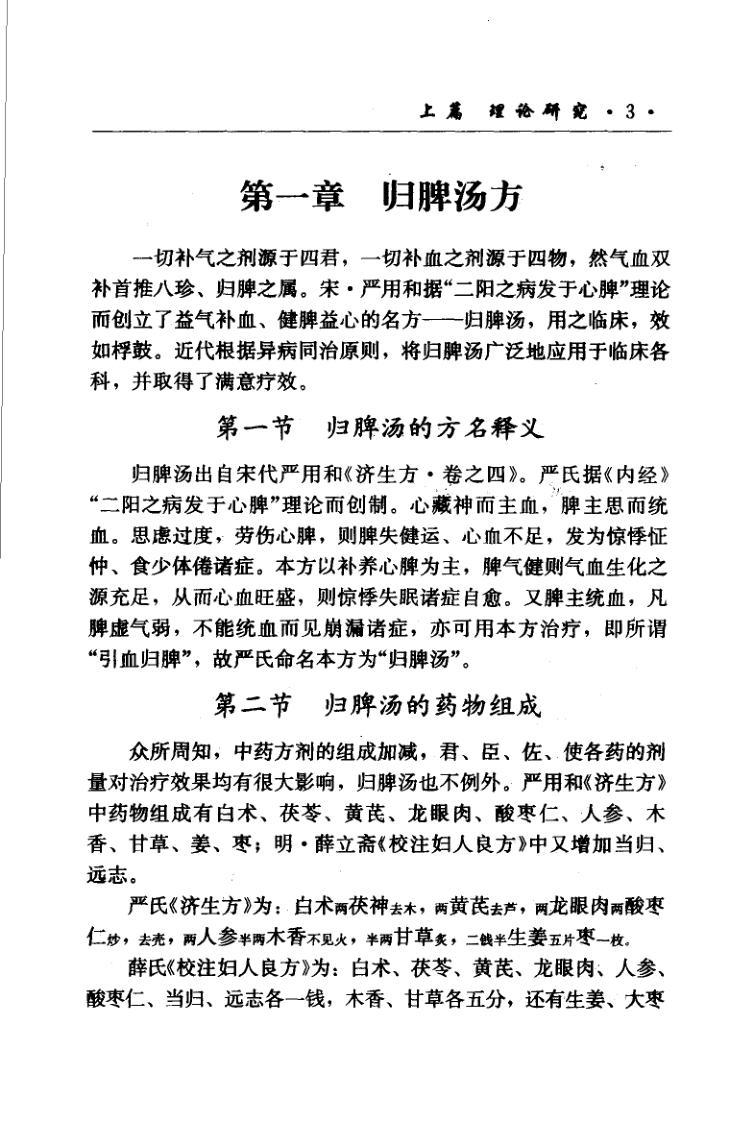 上篇 理论研究·3·
第一章 归脾汤方
一切补气之剂源于四君，一切补血之剂源于四物，然气血双
补首推八珍、归脾之属。宋·严用和据“二阳之病发于心脾”理论
而创立了益气补血、健脾益心的名方——归脾汤，用之临床，效
如桴鼓。近代根据异病同治原则，将归脾汤广泛地应用于临床各
科，并取得了满意疗效。
第一节 归脾汤的方名释义
归脾汤出自宋代严用和《济生方·卷之四》。严氏据《内经》
“二阳之病发于心脾”理论而创制。心藏神而主血，脾主思而统
血。思虑过度，劳伤心脾，则脾失健运、心血不足，发为惊悸怔
忡、食少体倦诸症。本方以补养心脾为主，脾气健则气血生化之
源充足，从而心血旺盛，则惊悸失眠诸症自愈。又脾主统血，凡
脾虚气弱，不能统血而见崩漏诸症，亦可用本方治疗，即所谓
“引血归脾”，故严氏命名本方为“归脾汤”。
第二节 归脾汤的药物组成
众所周知，中药方剂的组成加减，君、臣、佐、使各药的剂
量对治疗效果均有很大影响，归脾汤也不例外。严用和《济生方》
中药物组成有白术、茯苓、黄芪、龙眼肉、酸枣仁、人参、木
香、甘草、姜、枣；明·薛立斋《校注妇人良方》中又增加当归、
远志。
严氏《济生方》为：白术两茯神去木，两黄芪去芦，两龙眼肉两酸枣
仁炒，去壳，两人参半两木香不见火，半两甘草炙，二钱半生姜五片枣一枚。
薛氏《校注妇人良方》为：白术、茯苓、黄芪、龙眼肉、人参、
酸枣仁、当归、远志各一钱，木香、甘草各五分，还有生姜、大枣